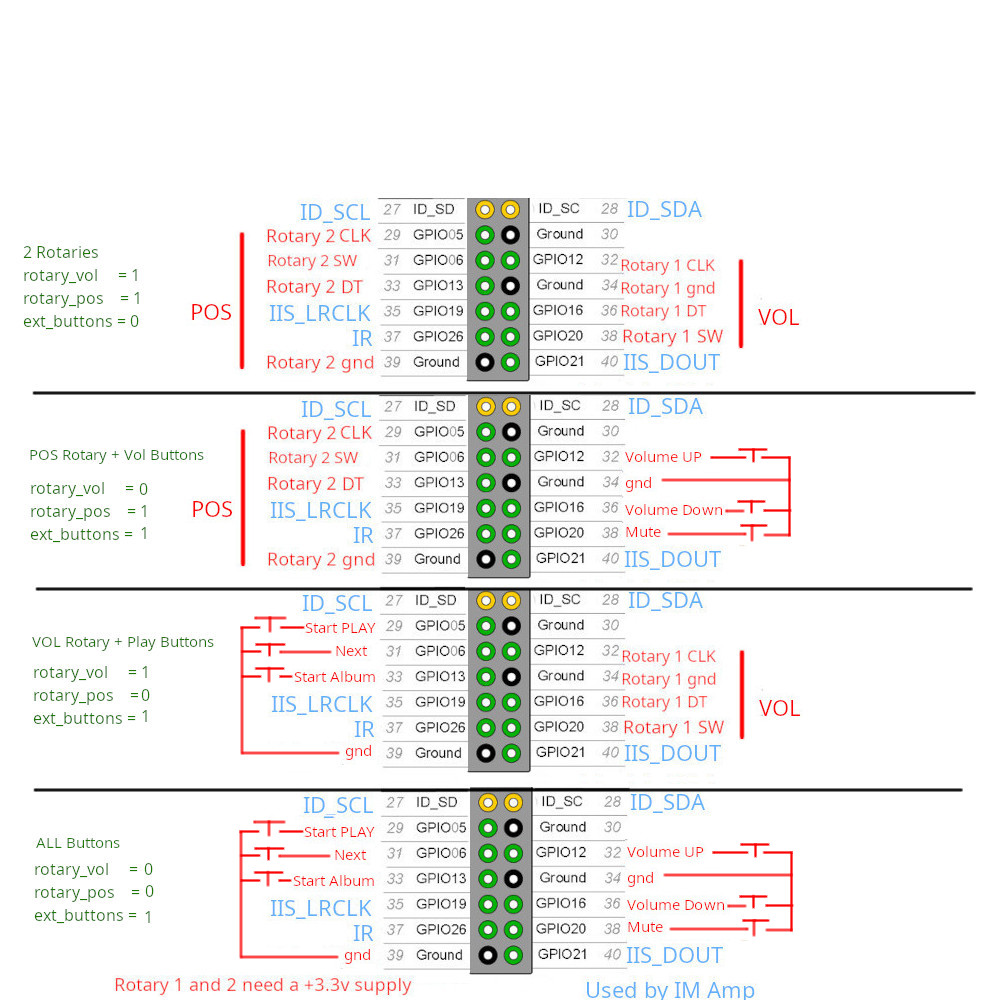 ID_SCL 27 ID_SD ID_SC 28 ID_SDA
Rotary 2 CLK 29 GPIO05 Ground 30
2 Rotaries
Rotary 2 SW 31 GPIO06 GPIO12 32 Rotary 1 CLK
rotary_vol = 1
Rotary 2 DT 33 GPIO13 Ground 34 Rotary 1 gnd
rotary_pos = 1
POS IIS_LRCLK 35 GPIO19 GPIO16 36 Rotary 1 DT VOL
ext_buttons = 0
IR 37 GPIO26 GPIO20 38 Rotary 1 SW
Rotary 2 gnd 39 Ground GPIO21 40 IIS_DOUT
ID_SCL 27 ID_SD ID_SC 28 ID_SDA
Rotary 2 CLK 29 GPIO05 Ground 30
POS Rotary + Vol Buttons Rotary 2 SW 31 GPIO06 GPIO12 32 Volume UP
rotary_vol = 0 Rotary 2 DT 33 GPIO13 Ground 34 gnd
rotary_pos = 1 POS IIS_LRCLK 35 GPIO19 GPIO16 36 Volume Down
ext_buttons = 1 IR 37 GPIO26 GPIO20 38 Mute
Rotary 2 gnd 39 Ground GPIO21 40 IIS_DOUT
ID_SCL 27 ID_SD ID_SC 28 ID_SDA
Start PLAY 29 GPIO05 Ground 30
VOL Rotary + Play Buttons Next 31 GPIO06 GPIO12 32 Rotary 1 CLK
rotary_vol = 1 Start Album 33 GPIO13 Ground 34 Rotary 1 gnd
rotary_pos =0 IIS_LRCLK 35 GPIO19 GPIO16 36 Rotary 1 DT VOL
ext_buttons = 1 IR 37 GPIO26 GPIO20 38 Rotary 1 SW
gnd 39 Ground GPIO21 40 IIS_DOUT
ID_SCL 27 ID_SD ID_SC 28 ID_SDA
Start PLAY 29 GPIO05 Ground 30
ALL Buttons Next 31 GPIO06 GPIO12 32 Volume UP
rotary_vol = 0 Start Album 33 GPIO13 Ground 34 gnd
rotary_pos = 0 IIS_LRCLK 35 GPIO19 GPIO16 36 Volume Down
ext_buttons = 1 IR 37 GPIO26 GPIO20 38 Mute
gnd 39 Ground GPIO21 40 IIS_DOUT
Rotary 1 and 2 need a +3.3v supply Used by IM Amp